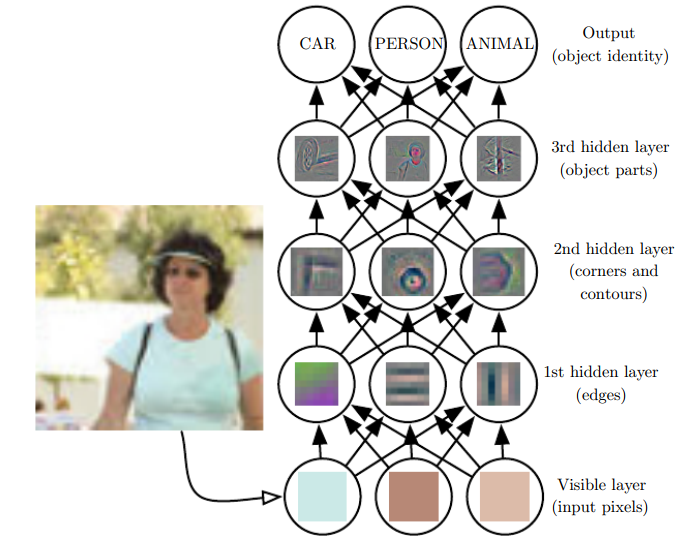 CAR
PERSON
ANIMAL
Output
(object identity)
3rd hidden layer
(object parts)
2nd hidden layer
(corners and
contours)
1st hidden layer
(edges)
Visible layer
(input pixels)